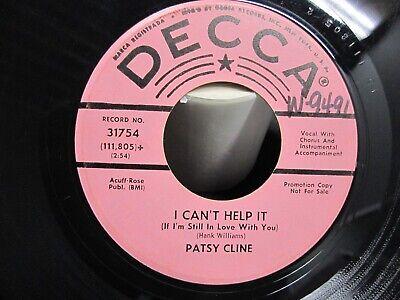 MARCA REGISTRADA
DECCA®
W-9491
RECORD NO.
31754
(111,805)+
(2:54)
Vocal With
Chorus And
Instrumental
Accompaniment
Acuff-Rose
Publ. (BMI)
Promotion Copy
Not For Sale
I CAN'T HELP IT
(If I'm Still In Love With You)
(Hank Williams)
PATSY CLINE